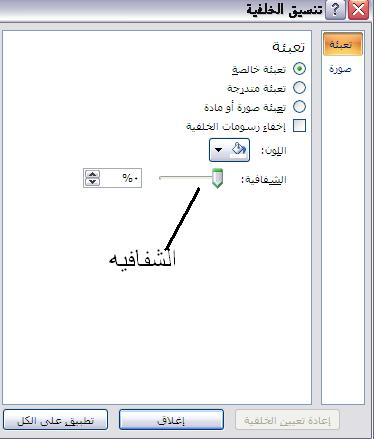 تنسيق الخلفية
تعبئة
صورة
تعبئة
تعبئة خالصة
تعبئة متدرجة
تعبئة صورة أو مادة
إخفاء رسومات الخلفية
اللون:
الشفافية: ٠%
الشفافيه
إعادة تعيين الخلفية إغلاق تطبيق على الكل